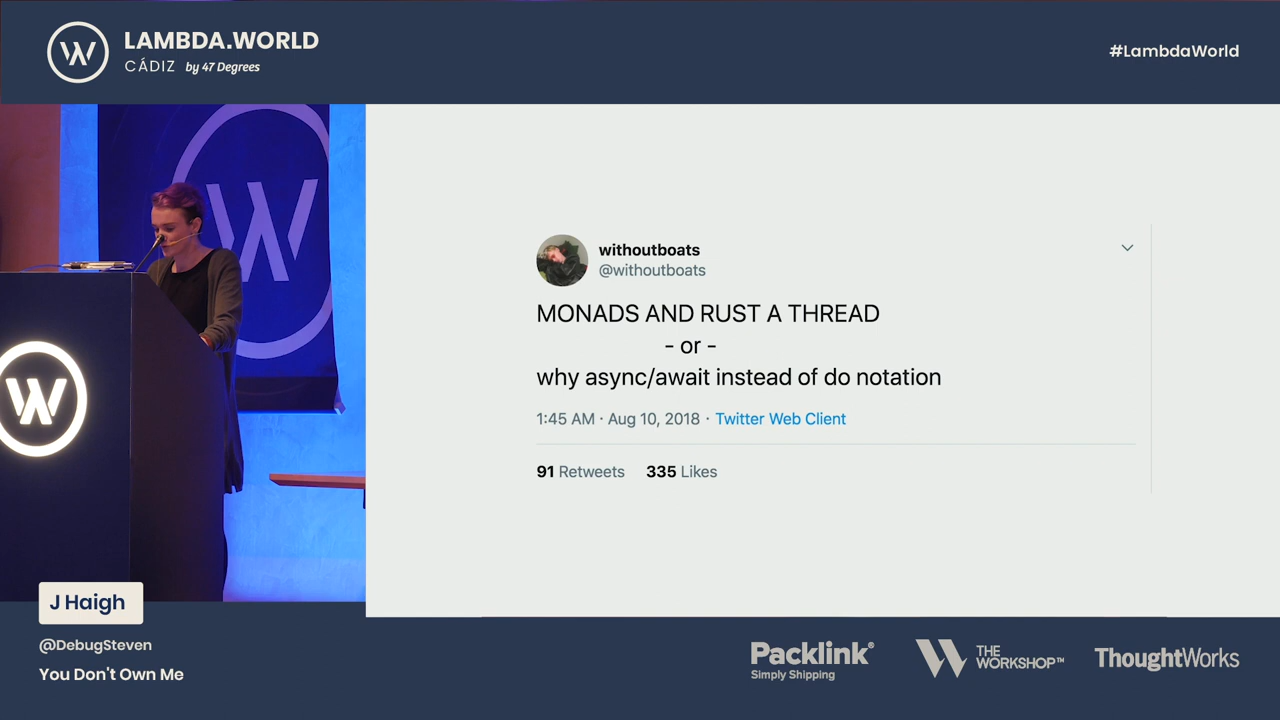 LAMBDA.WORLD
CÁDIZ by 47 Degrees
#LambdaWorld
withoutboats
@withoutboats
MONADS AND RUST A THREAD
- or -
why async/await instead of do notation
1:45 AM · Aug 10, 2018 · Twitter Web Client
91 Retweets 335 Likes
J Haigh
@DebugSteven
You Don't Own Me
Packlink®
Simply Shipping
THE
WORKSHOP™
ThoughtWorks